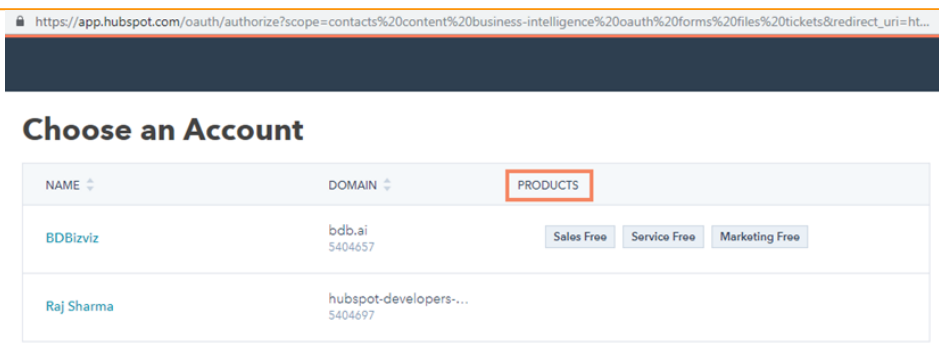 https://app.hubspot.com/oauth/authorize?scope=contacts%20content%20business-intelligence%20oauth%20forms%20files%20tickets&redirect_uri=ht...
Choose an Account
NAME DOMAIN PRODUCTS
BDBizviz bdb.ai Sales Free Service Free Marketing Free
5404657
Raj Sharma hubspot-developers-...
5404697